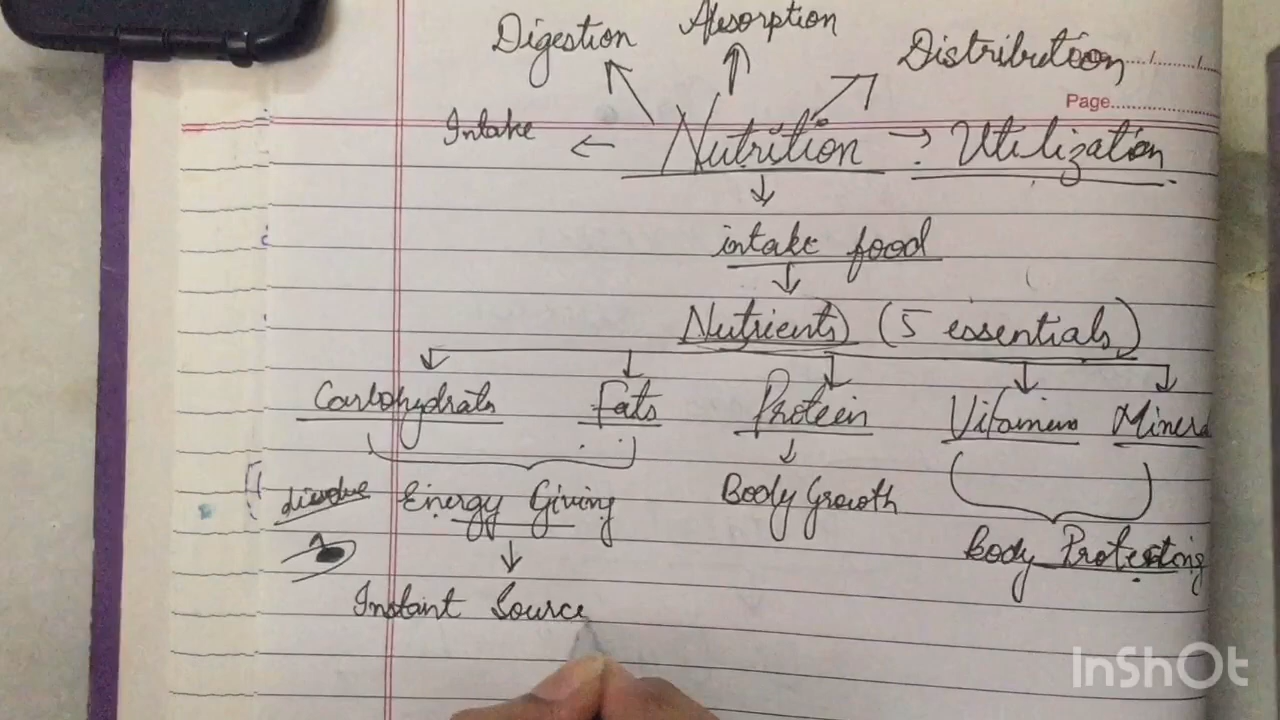 Digestion Absorption Distribution
Page
Intake ← Nutrition → Utilization
intake food
Nutrients (5 essentials)
Carbohydrats Fats Protein Vitamins Minera
Energy Giving Body Growth
Body Protecting
Instant Source
InShOt